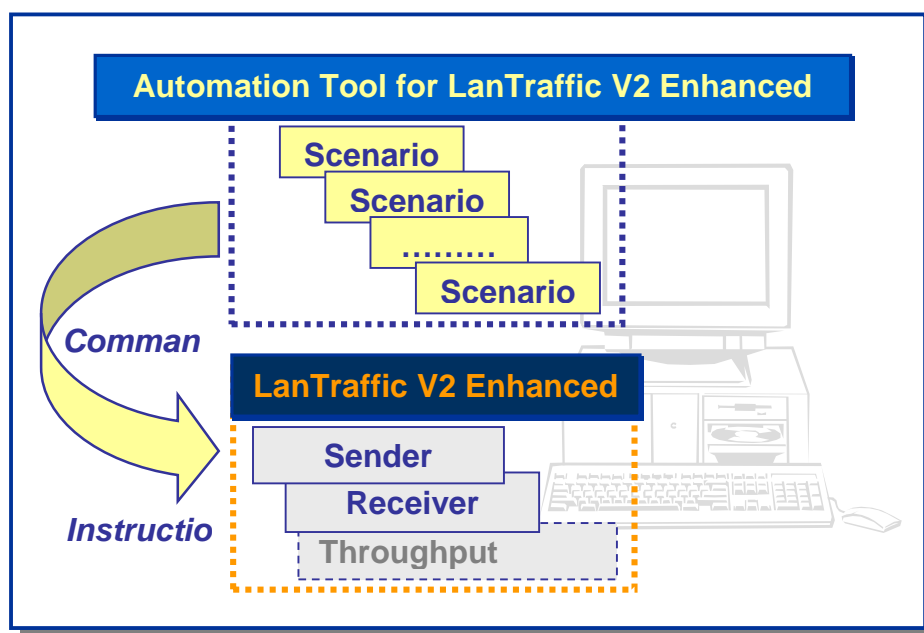 Automation Tool for LanTraffic V2 Enhanced
Scenario
Scenario
.........
Scenario
Comman
LanTraffic V2 Enhanced
Sender
Receiver
Instructio
Throughput